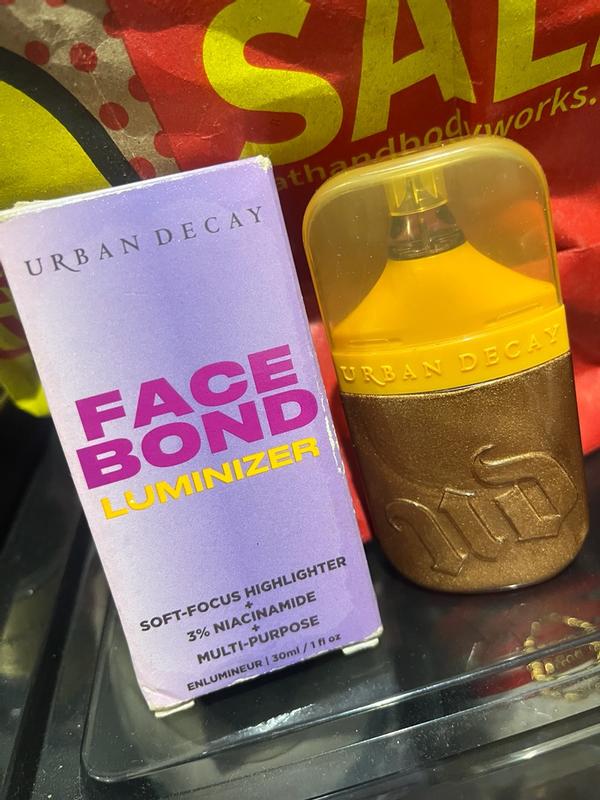 SAL
athandbodyworks.
URBAN DECAY
FACE
BOND
LUMINIZER
SOFT-FOCUS HIGHLIGHTER
+
3% NIACINAMIDE
+
MULTI-PURPOSE
ENLUMINEUR | 30ml / 1 fl oz
URBAN DECAY
UD